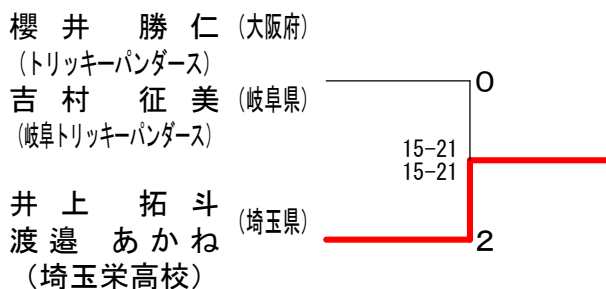 櫻井 勝仁 (大阪府)
(トリッキーパンダース)
吉村 征美 (岐阜県)
(岐阜トリッキーパンダース)
0
15-21
15-21
井上 拓斗
(埼玉県)
渡邉 あかね
2
(埼玉栄高校)